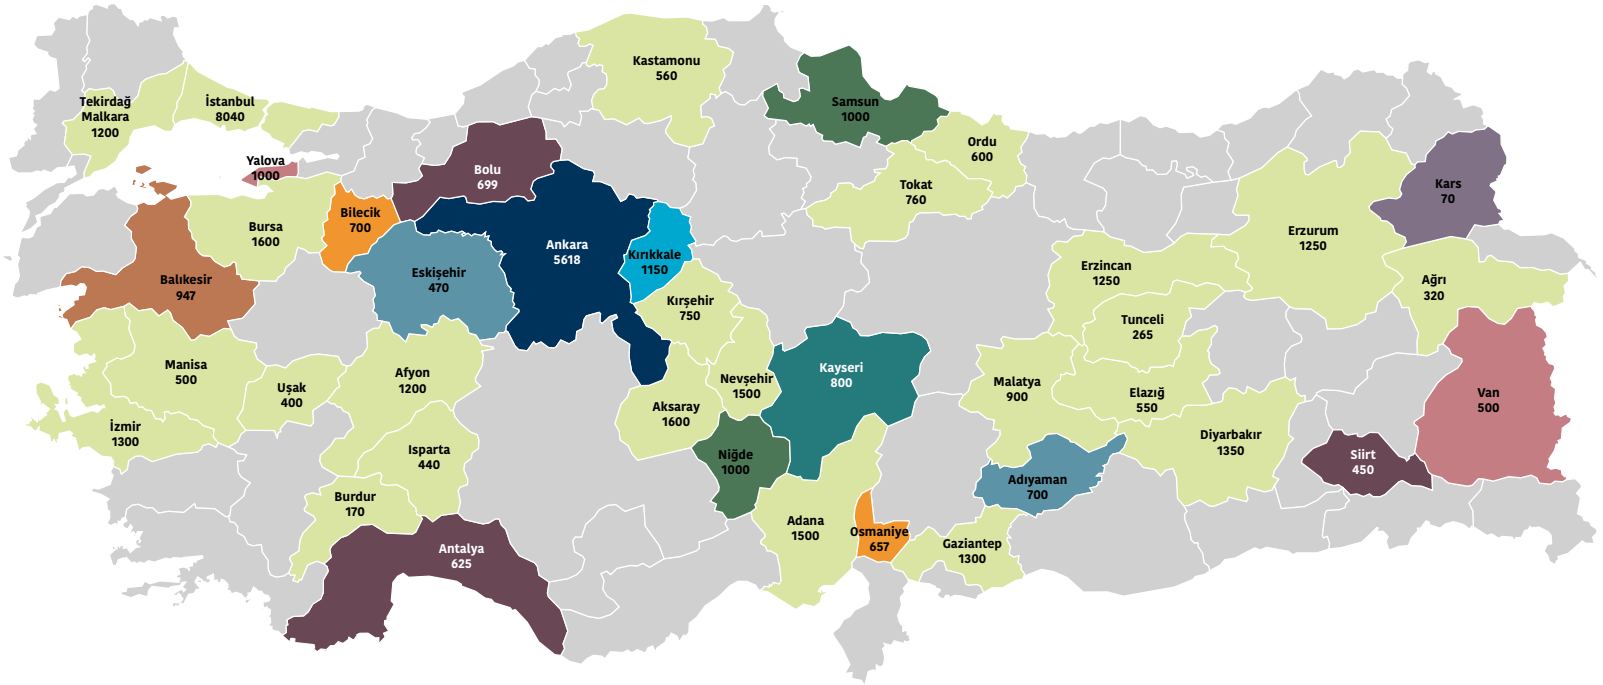 Kastamonu
560
Tekirdağ
Malkara
1200
İstanbul
8040
Samsun
1000
Ordu
600
Yalova
1000
Bolu
699
Tokat
760
Kars
70
Bilecik
700
Bursa
1600
Ankara
5618
Kırıkkale
1150
Erzurum
1250
Eskişehir
470
Erzincan
1250
Balıkesir
947
Ağrı
320
Kırşehir
750
Tunceli
265
Manisa
500
Afyon
1200
Uşak
400
Nevşehir
1500
Kayseri
800
Malatya
900
Elazığ
550
Van
500
Aksaray
1600
İzmir
1300
Diyarbakır
1350
Isparta
440
Niğde
1000
Siirt
450
Adıyaman
700
Burdur
170
Adana
1500
Osmaniye
657
Gaziantep
1300
Antalya
625